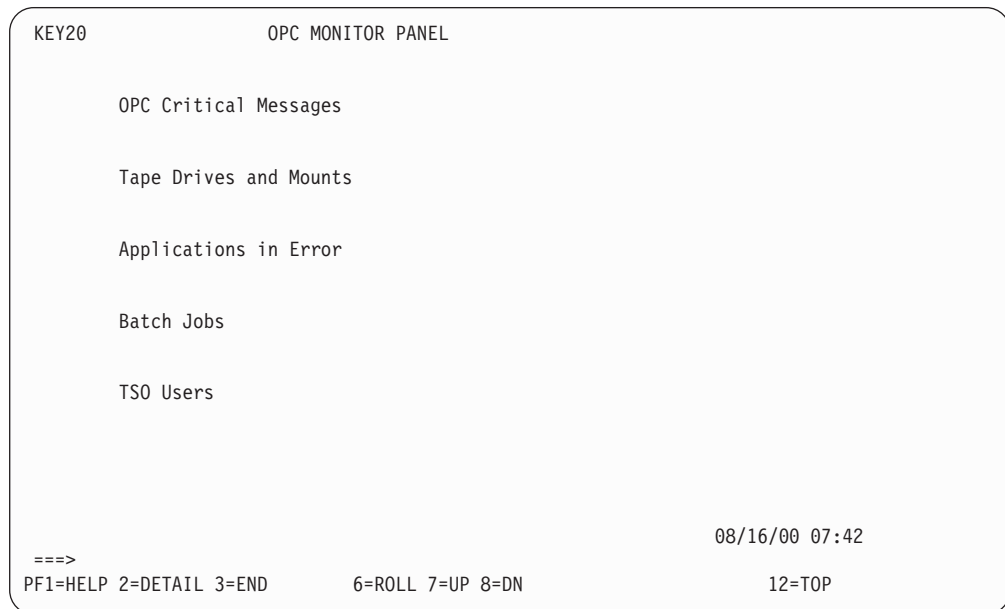 KEY20 OPC MONITOR PANEL
OPC Critical Messages
Tape Drives and Mounts
Applications in Error
Batch Jobs
TSO Users
08/16/00 07:42
===>
PF1=HELP 2=DETAIL 3=END 6=ROLL 7=UP 8=DN 12=TOP